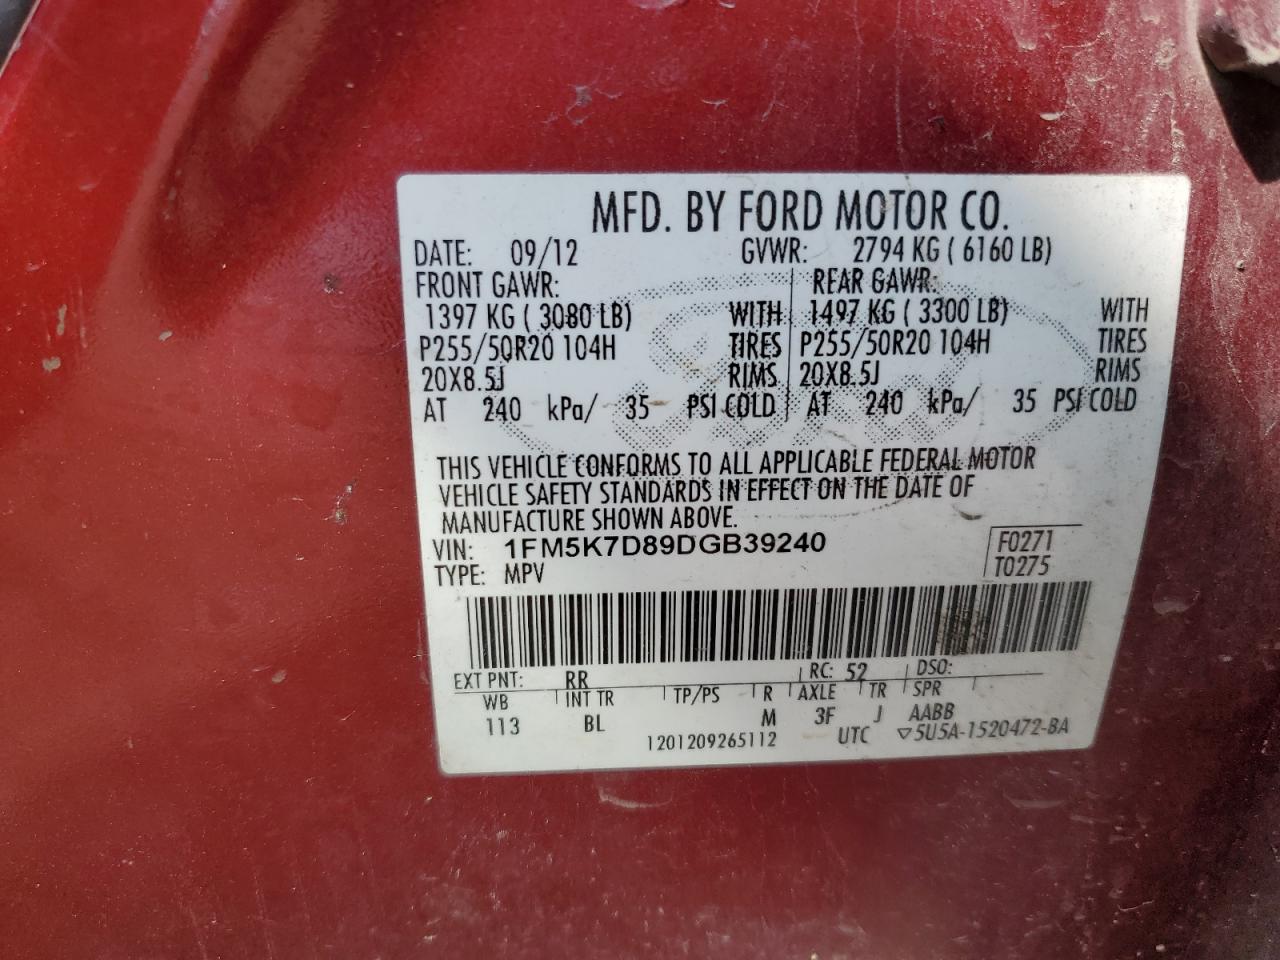 MFD. BY FORD MOTOR CO.
DATE: 09/12 GVWR: 2794 KG ( 6160 LB)
FRONT GAWR: REAR GAWR:
1397 KG ( 3080 LB) WITH 1497 KG ( 3300 LB) WITH
P255/50R20 104H TIRES P255/50R20 104H TIRES
20X8.5J RIMS 20X8.5J RIMS
AT 240 kPa/ 35 PSI COLD AT 240 kPa/ 35 PSI COLD
THIS VEHICLE CONFORMS TO ALL APPLICABLE FEDERAL MOTOR
VEHICLE SAFETY STANDARDS IN EFFECT ON THE DATE OF
MANUFACTURE SHOWN ABOVE.
VIN: 1FM5K7D89DGB39240 F0271
TYPE: MPV T0275
EXT PNT: RR RC: 52 DSO:
WB INT TR TP/PS R AXLE TR SPR
113 BL M 3F J AABB
1201209265112 UTC ▽5U5A-1520472-BA